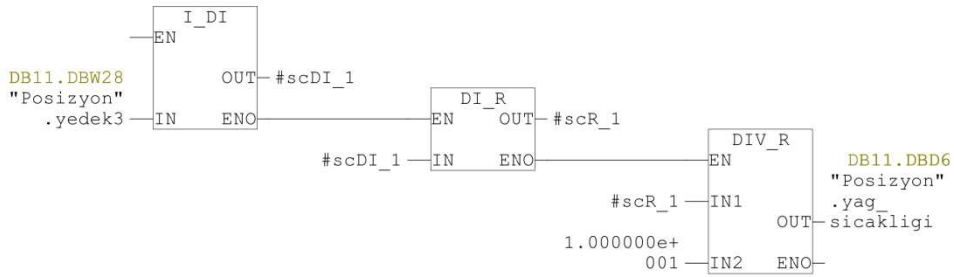 I_DI
EN
DB11.DBW28
OUT #scDI_1
"Posizyon"
.yedek3 IN ENO
DI_R
EN OUT #scR_1
#scDI_1 IN ENO
DIV_R
EN
DB11.DBD6
"Posizyon"
.yag_
#scR_1 IN1
OUT sicakligi
1.000000e+
001 IN2 ENO